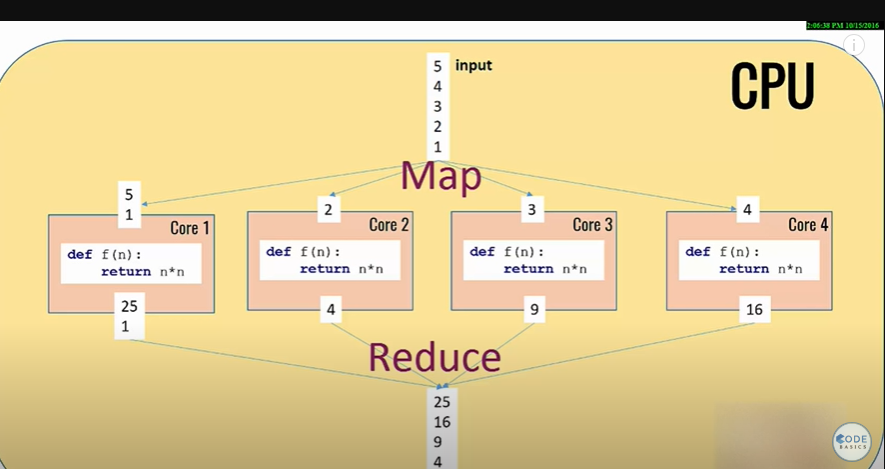 2:06:38 PM 10/15/2016
i
CPU
5 input
4
3
2
1
Map
5
1
2
3
4
Core 1
def f(n):
return n*n
Core 2
def f(n):
return n*n
Core 3
def f(n):
return n*n
Core 4
def f(n):
return n*n
25
1
4
9
16
Reduce
25
16
9
4
CODE
BASICS